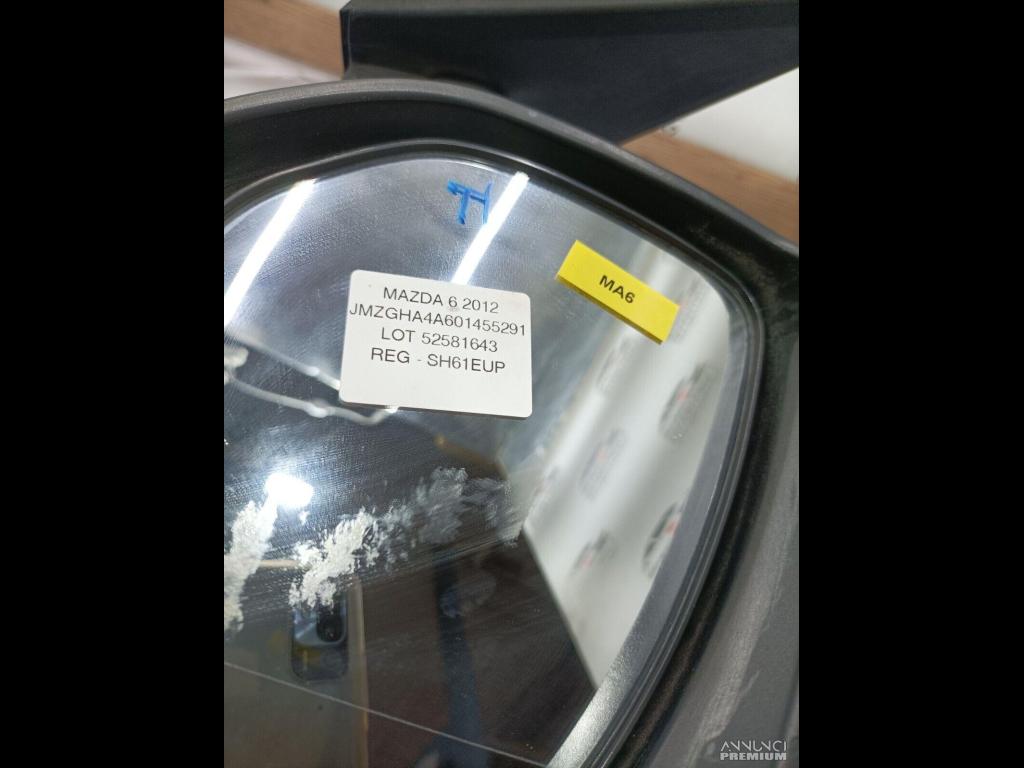 MA6
MAZDA 6 2012
JMZGHA4A601455291
LOT 52581643
REG - SH61EUP
ANNUNCI
PREMIUM